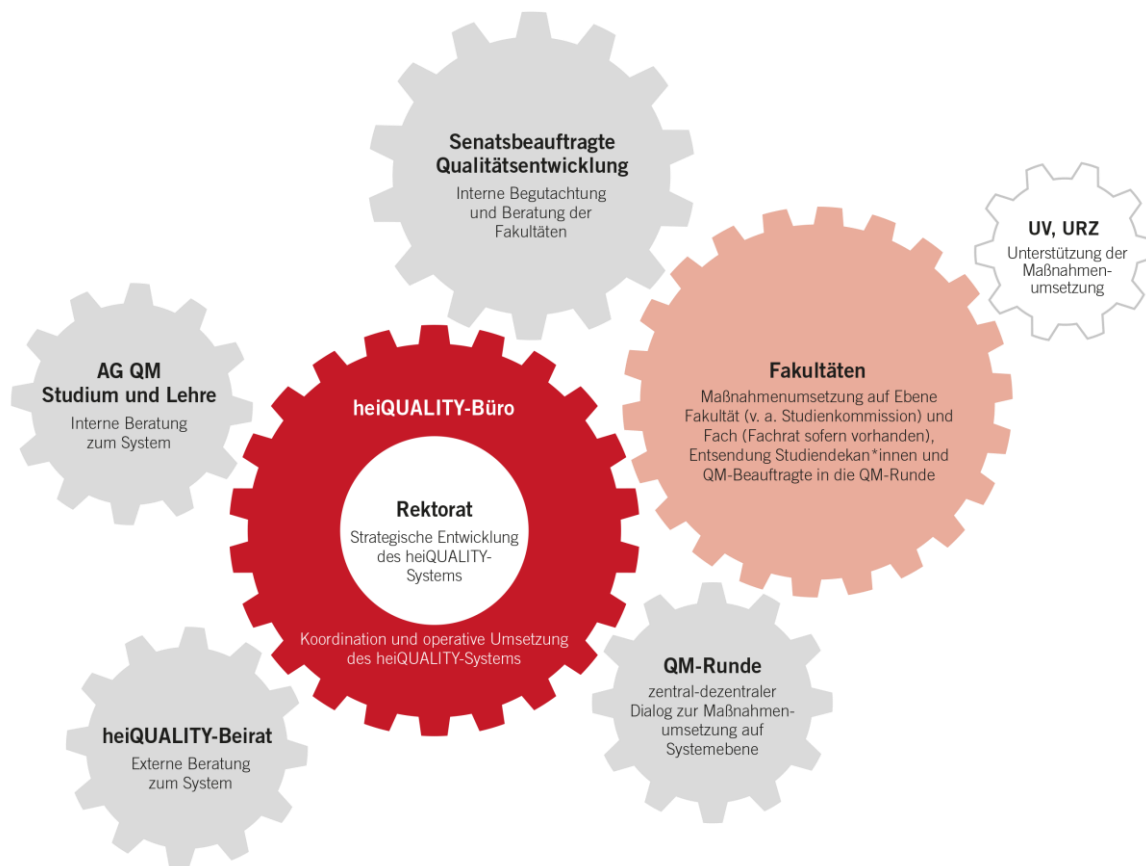 Senatsbeauftragte
Qualitätsentwicklung
Interne Begutachtung
und Beratung der
Fakultäten
UV, URZ
Unterstützung der
Maßnahmen-
umsetzung
AG QM
Studium und Lehre
Interne Beratung
zum System
heiQUALITY-Büro
Rektorat
Strategische Entwicklung
des heiQUALITY-
Systems
Koordination und operative Umsetzung
des heiQUALITY-Systems
Fakultäten
Maßnahmenumsetzung auf Ebene
Fakultät (v. a. Studienkommission) und
Fach (Fachrat sofern vorhanden),
Entsendung Studiendekan*innen und
QM-Beauftragte in die QM-Runde
heiQUALITY-Beirat
Externe Beratung
zum System
QM-Runde
zentral-dezentraler
Dialog zur Maßnahmen-
umsetzung auf
Systemebene